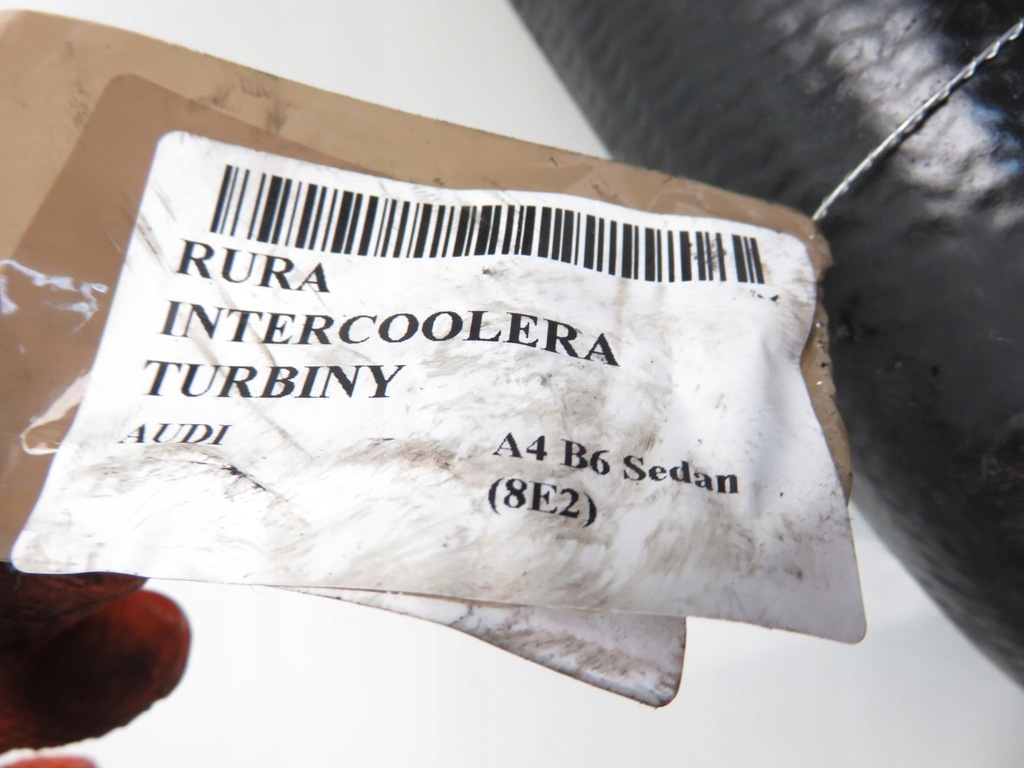 RURA
INTERCOOLERA
TURBINY
AUDI
A4 B6 Sedan
(8E2)